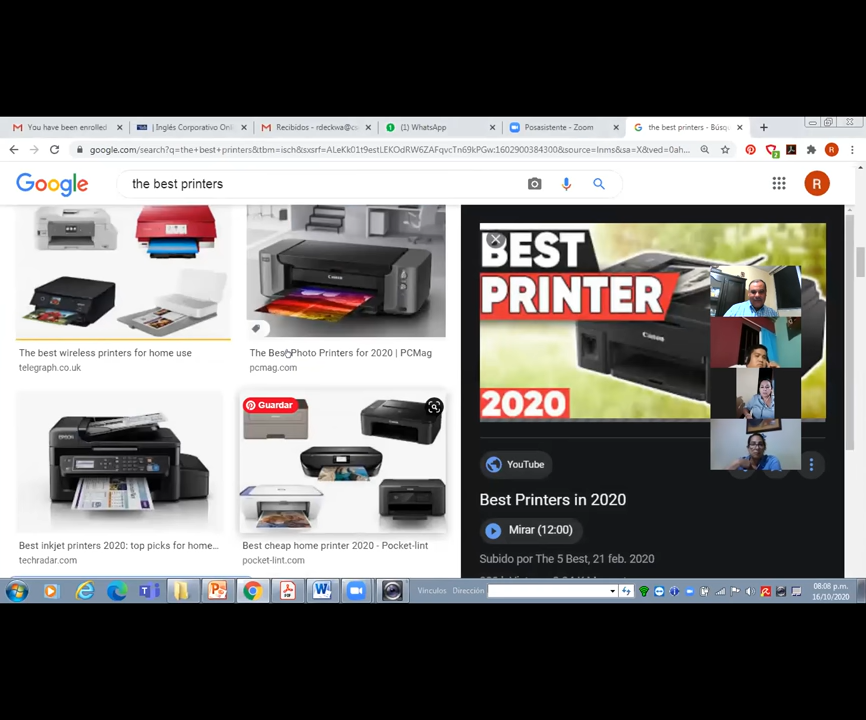 You have been enrolled
| Inglés Corporativo Onli
Recibidos - rdeckwa@cs
(1) WhatsApp
Posasistente - Zoom
the best printers - Búsq
google.com/search?q=the+best+printers&tbm=isch&sxsrf=ALeKk01t9estLEKOdRW6ZAFqvcTn69kPGw:1602900384300&source=lnms&sa=X&ved=0ah...
Google
the best printers
R
The best wireless printers for home use
telegraph.co.uk
Canon
The Best Photo Printers for 2020 | PCMag
pcmag.com
BEST
PRINTER
Canon
2020
EPSON
Guardar
YouTube
Best Printers in 2020
Mirar (12:00)
Subido por The 5 Best, 21 feb. 2020
Best inkjet printers 2020: top picks for home...
techradar.com
Best cheap home printer 2020 - Pocket-lint
pocket-lint.com
Vínculos
Dirección
08:08 p.m.
16/10/2020